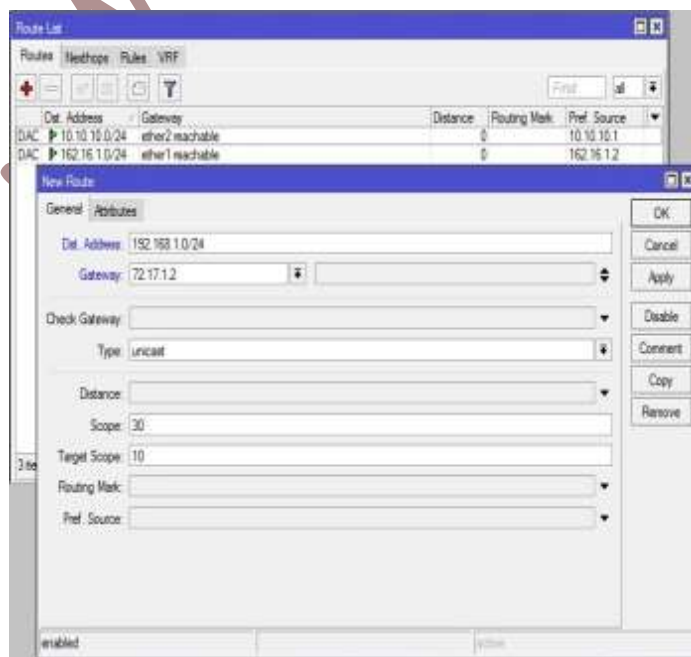 Route List
Routes Nexthops Rules VRF
Find all
Dst. Address Gateway Distance Routing Mark Pref. Source
DAC 10.10.10.0/24 ether2 reachable 0 10.10.10.1
DAC 162.16.1.0/24 ether1 reachable 0 162.16.1.2
New Route
General Attributes
OK
Dst. Address: 192.168.1.0/24
Cancel
Gateway: 72.17.1.2
Apply
Check Gateway:
Disable
Type: unicast
Comment
Copy
Distance:
Remove
Scope: 30
Target Scope: 10
Routing Mark:
Pref. Source:
enabled
active